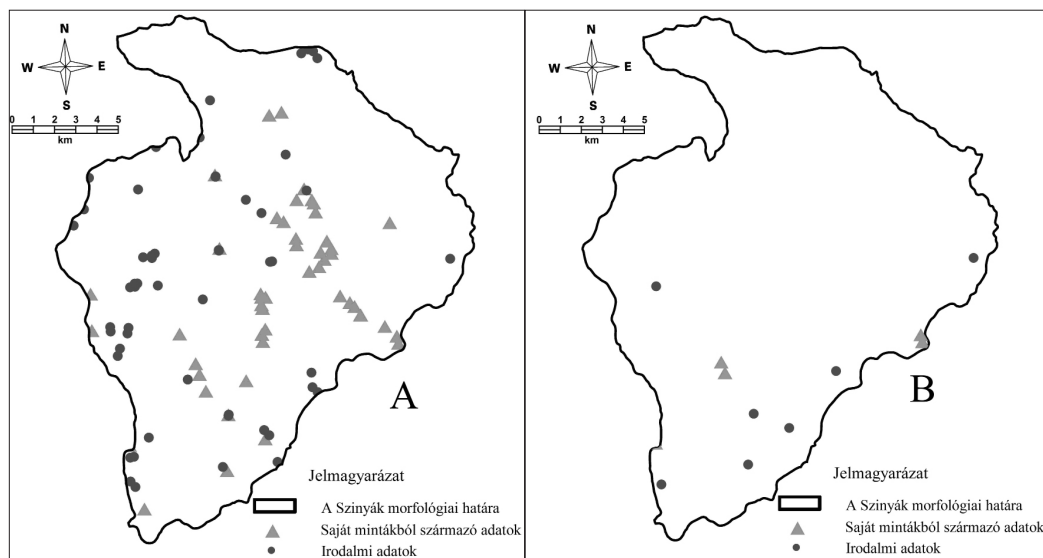 N
W E
S
0 1 2 3 4 5
km
A
Jelmagyarázat
A Szinyák morfológiai határa
Saját mintákból származó adatok
Irodalmi adatok
N
W E
S
0 1 2 3 4 5
km
B
Jelmagyarázat
A Szinyák morfológiai határa
Saját mintákból származó adatok
Irodalmi adatok